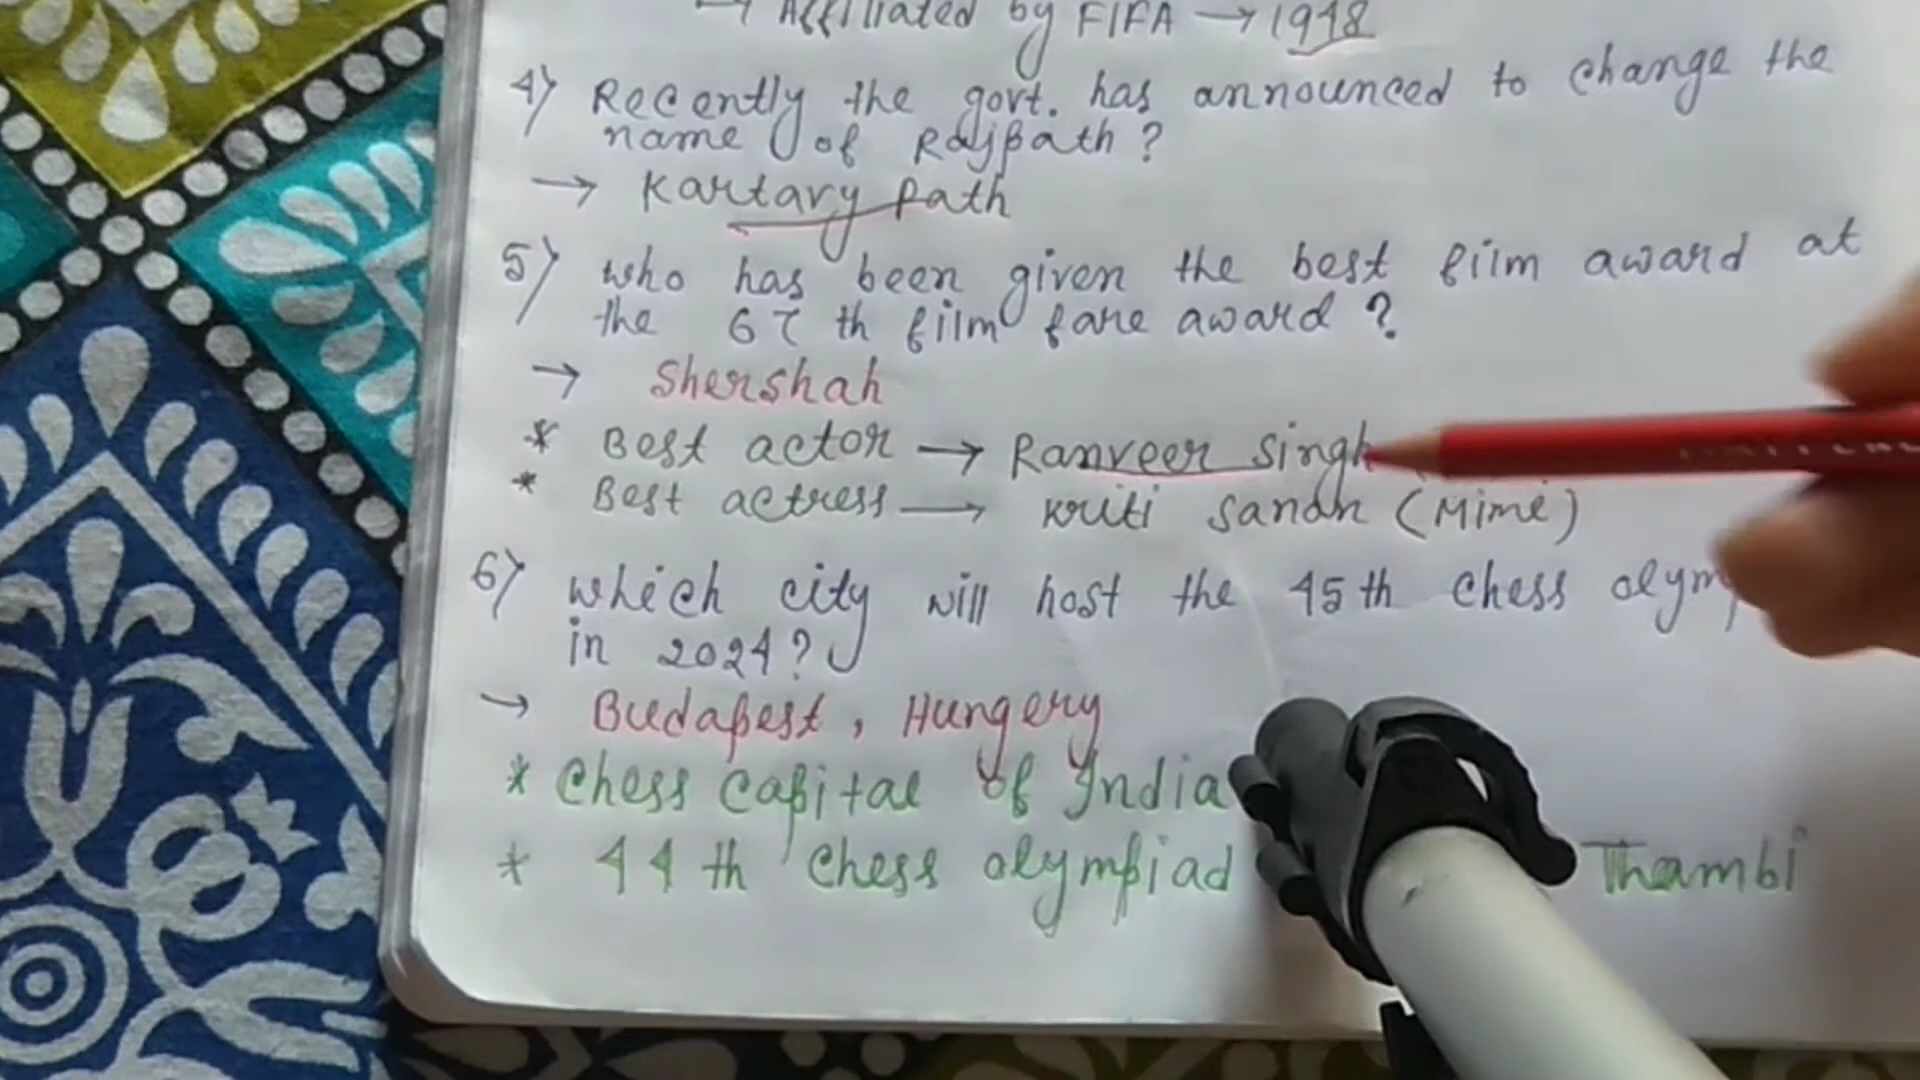 → Affiliated by FIFA → 1948
4) Recently the govt. has announced to change the
name of Rajpath?
→ Kartavy Path
5) who has been given the best film award at
the 67 th film fare award?
→ Shershah
* Best actor → Ranveer Singh
* Best actress → Kriti Sanon (Mimi)
6) which city will host the 45th chess olymp
in 2024?
→ Budapest, Hungery
* Chess Capital of India
* 44th Chess olympiad Thambi